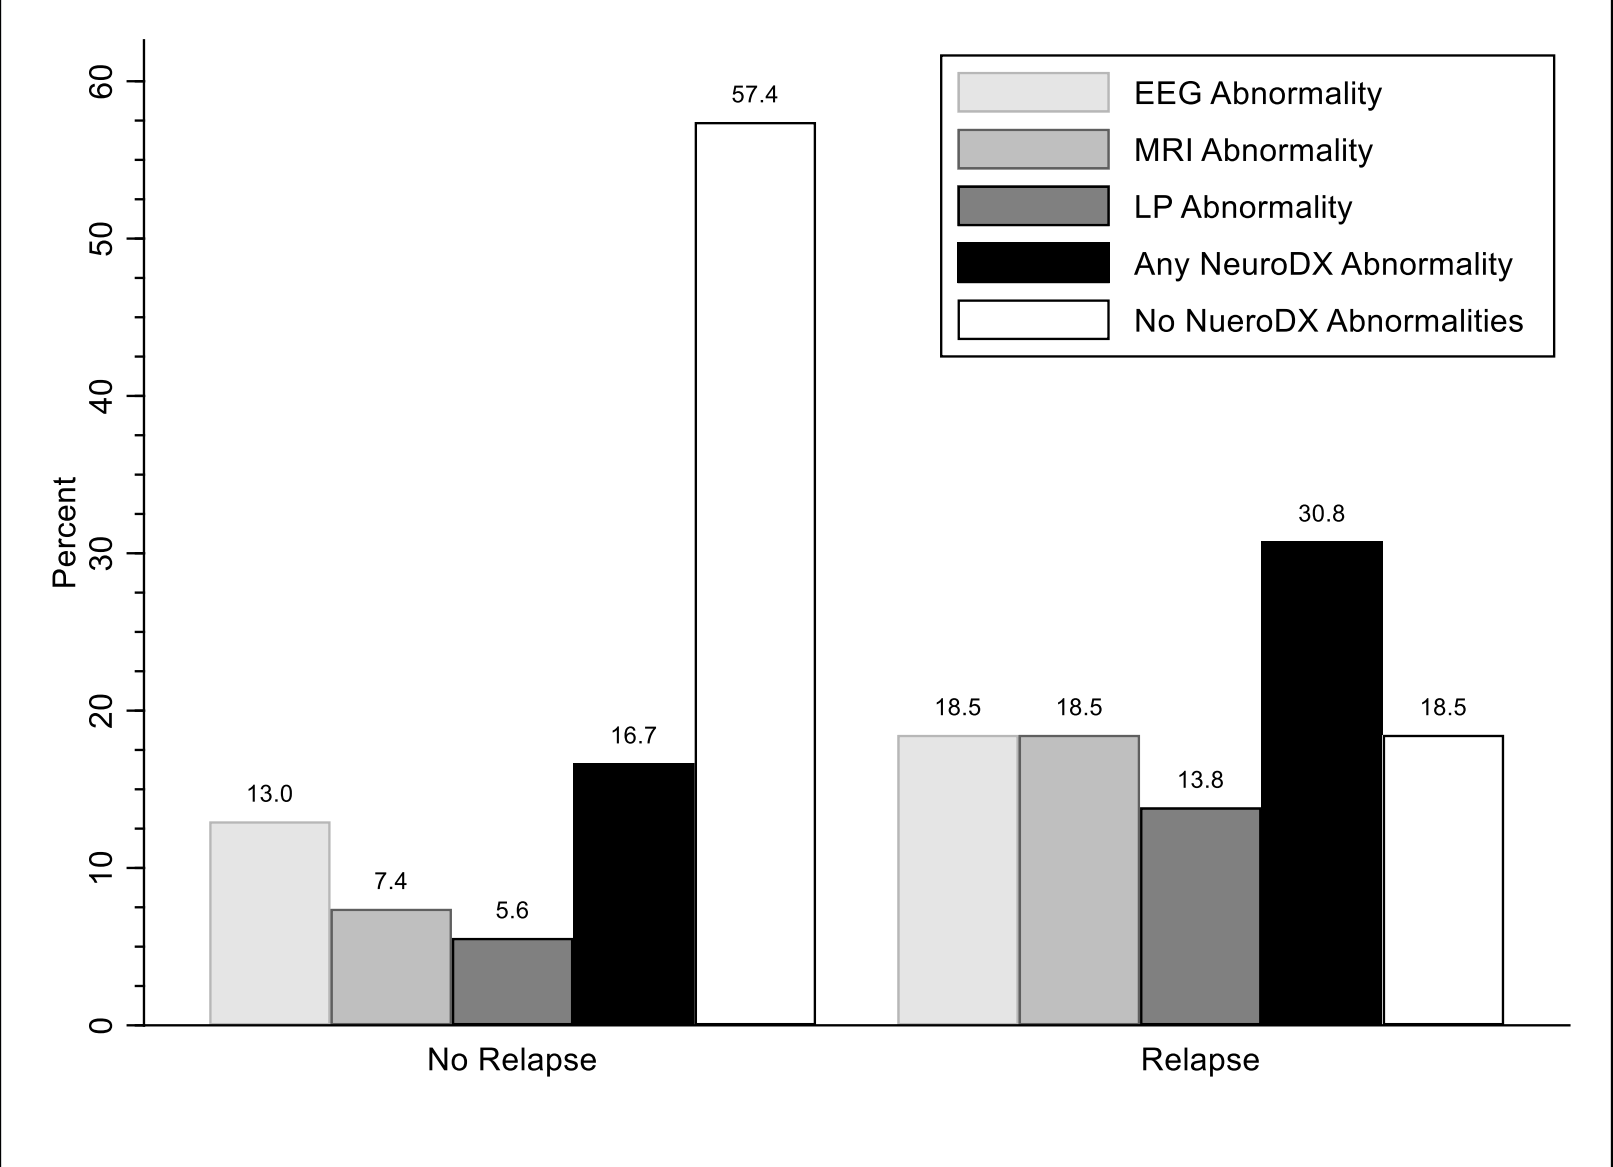 Percent
60
50
40
30
20
10
0
57.4
13.0
7.4
5.6
16.7
30.8
18.5
18.5
13.8
18.5
EEG Abnormality
MRI Abnormality
LP Abnormality
Any NeuroDX Abnormality
No NueroDX Abnormalities
No Relapse
Relapse